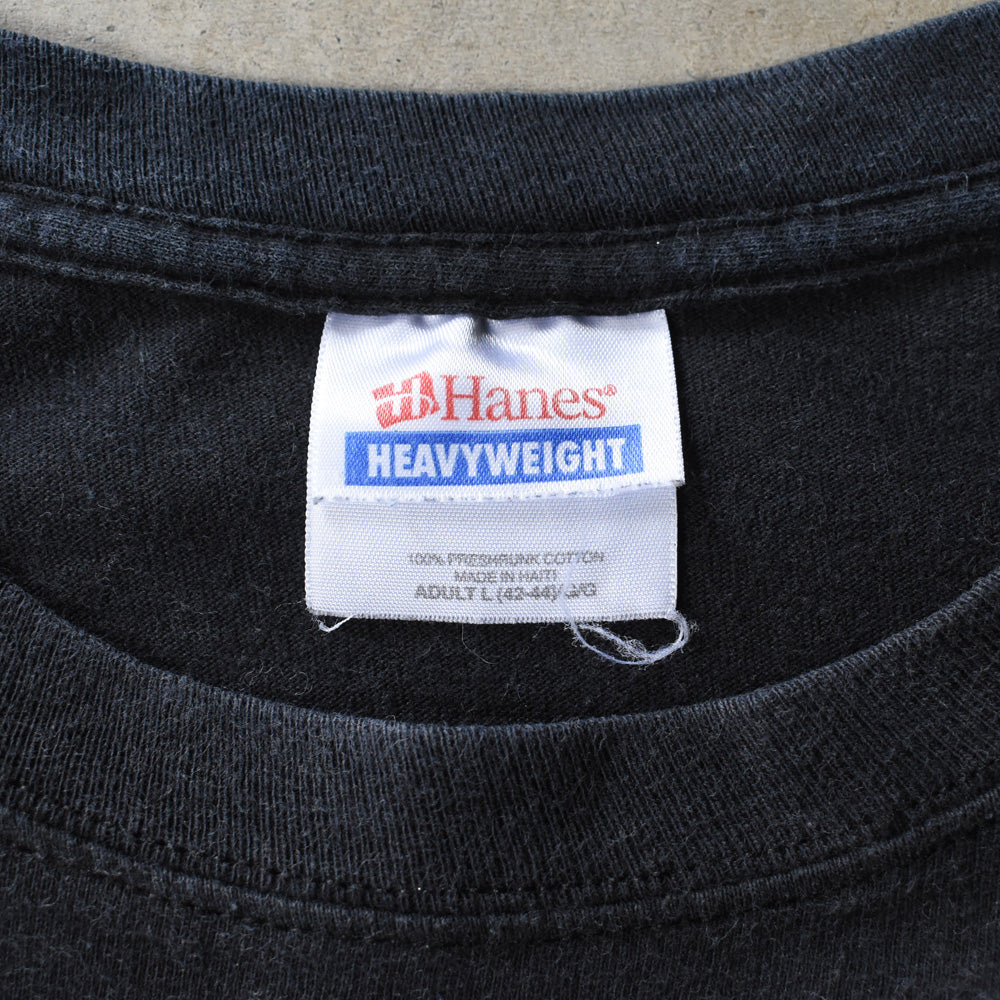 Hanes®
HEAVYWEIGHT
100% PRESHRUNK COTTON
MADE IN HAITI
ADULT L (42-44)/G/G